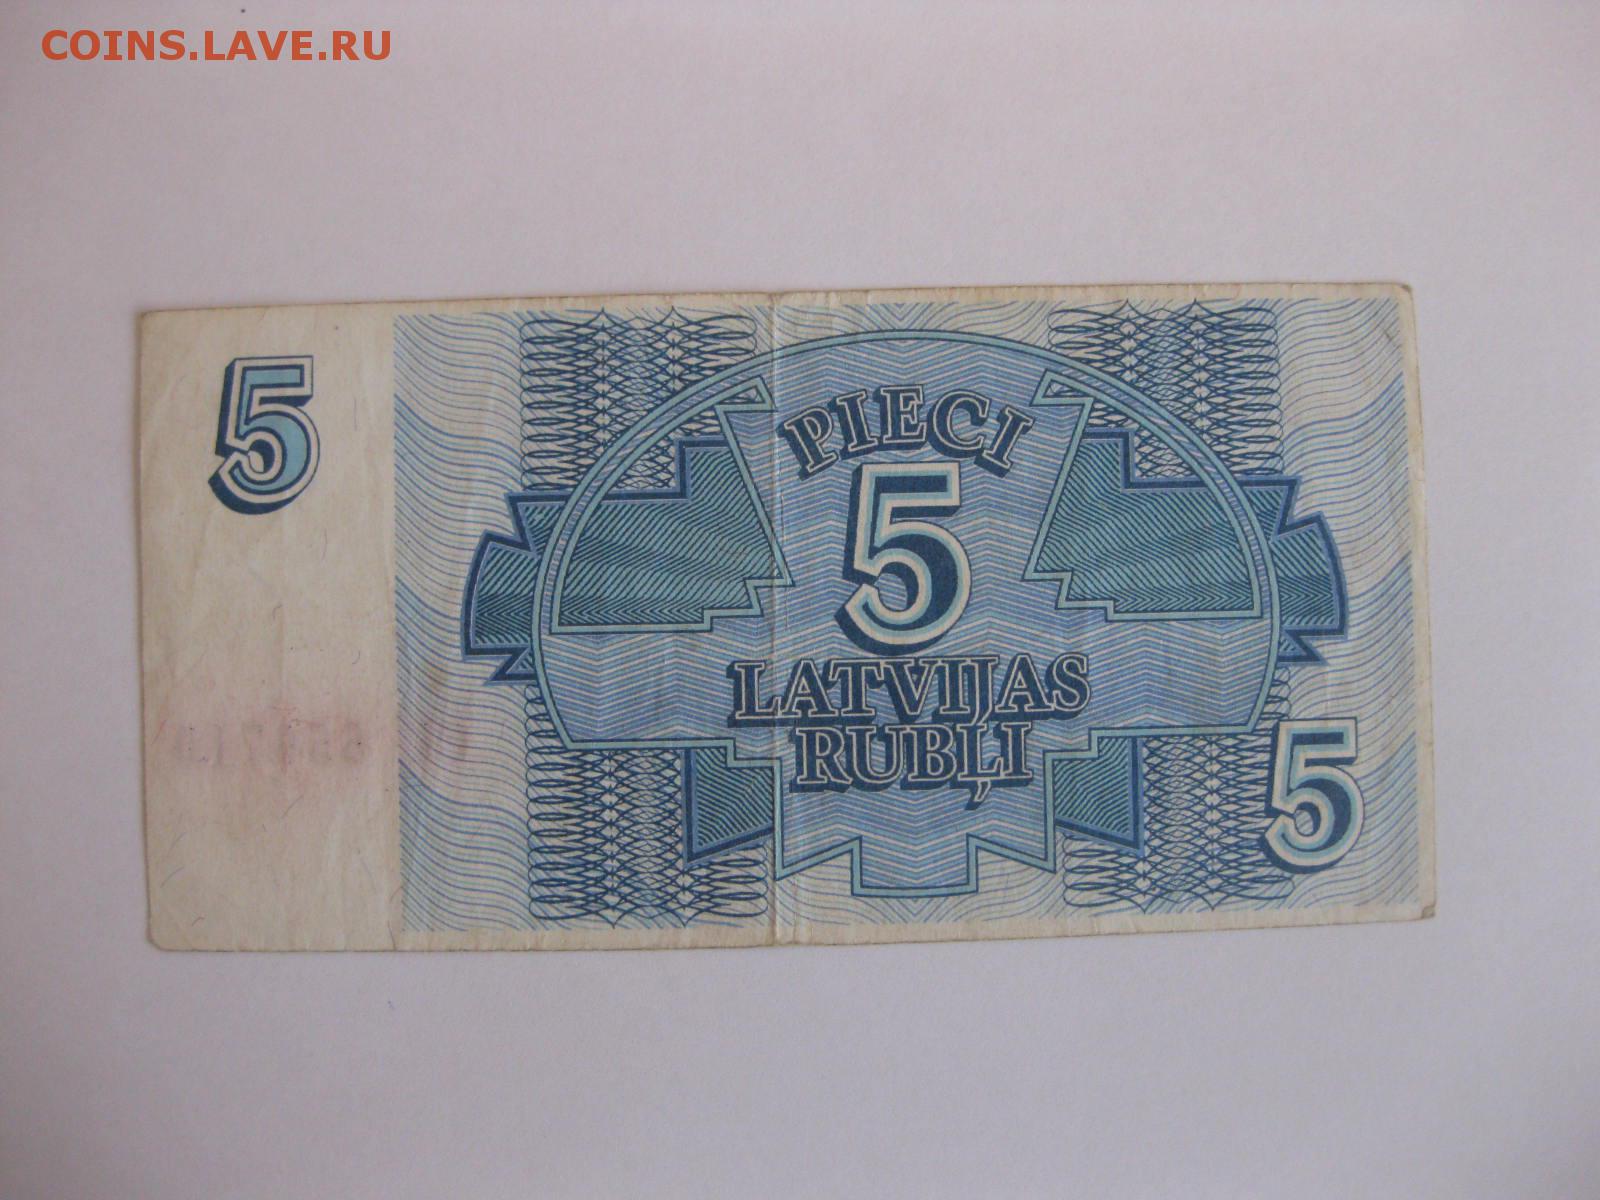 COINS.LAVE.RU
5
PIECI
5
LATVIJAS
RUBĻI
5